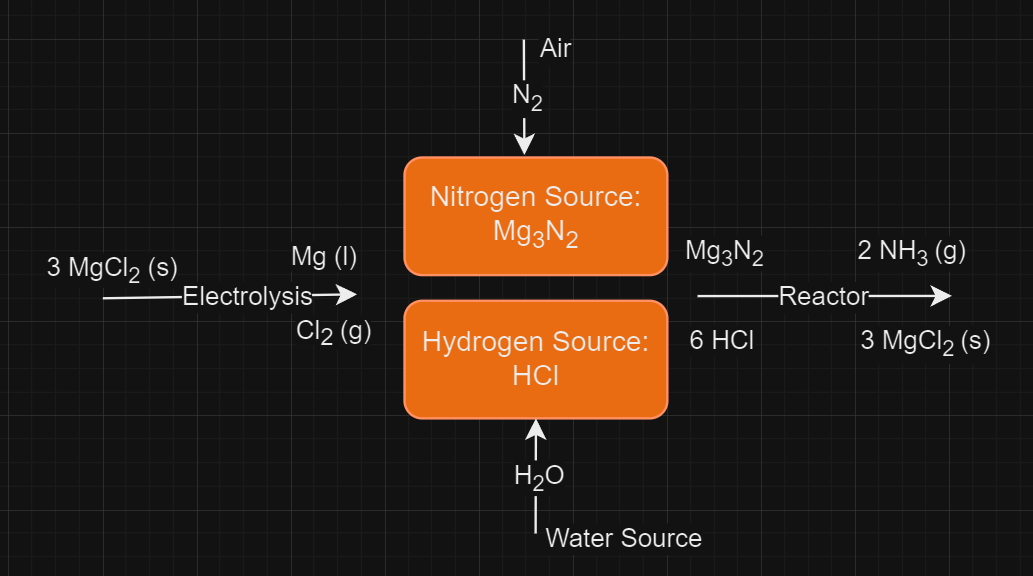 Air
N₂
Nitrogen Source:
Mg₃N₂
3 MgCl₂ (s)
Electrolysis
Mg (l)
Cl₂ (g)
Hydrogen Source:
HCl
H₂O
Water Source
Mg₃N₂
6 HCl
Reactor
2 NH₃ (g)
3 MgCl₂ (s)